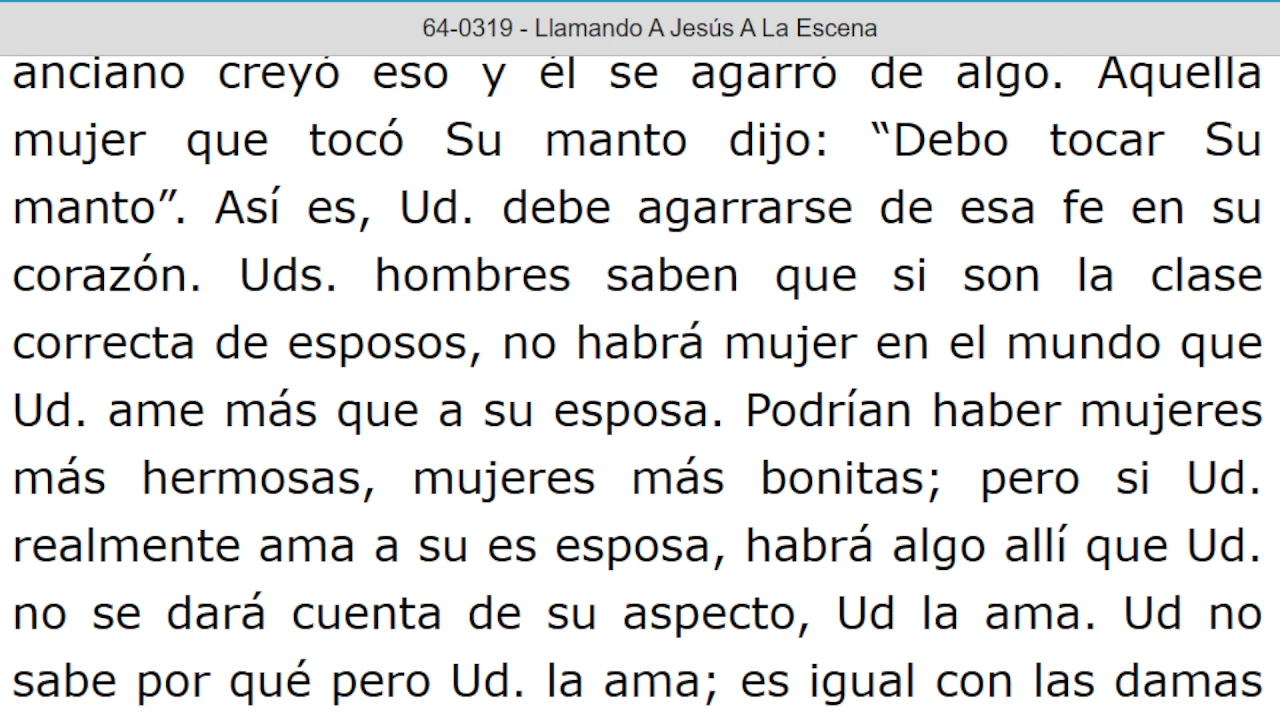 64-0319 - Llamando A Jesús A La Escena
anciano creyó eso y él se agarró de algo. Aquella
mujer que tocó Su manto dijo: “Debo tocar Su
manto”. Así es, Ud. debe agarrarse de esa fe en su
corazón. Uds. hombres saben que si son la clase
correcta de esposos, no habrá mujer en el mundo que
Ud. ame más que a su esposa. Podrían haber mujeres
más hermosas, mujeres más bonitas; pero si Ud.
realmente ama a su es esposa, habrá algo allí que Ud.
no se dará cuenta de su aspecto, Ud la ama. Ud no
sabe por qué pero Ud. la ama; es igual con las damas